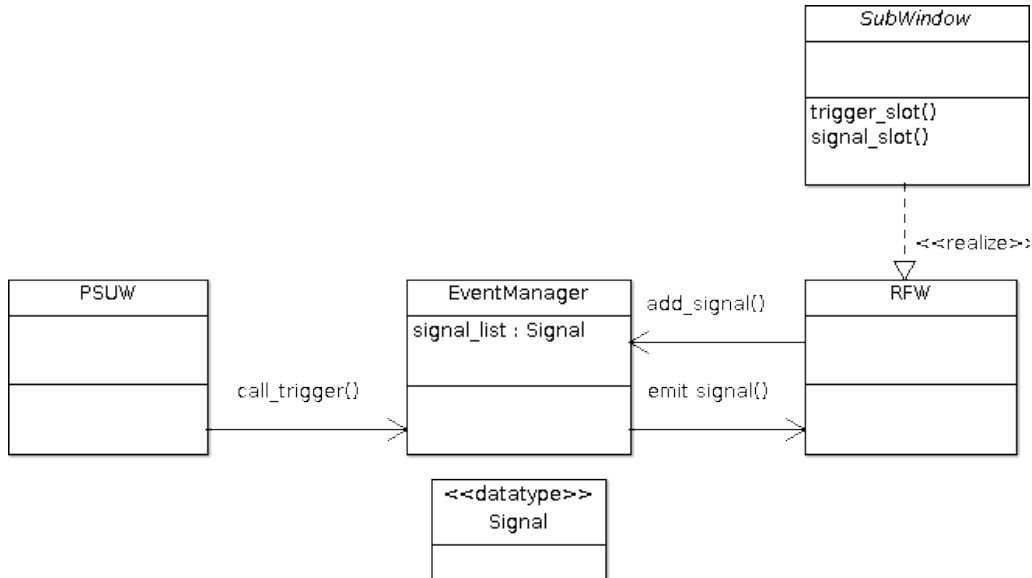 SubWindow
trigger_slot()
signal_slot()
<<realize>>
PSUW
EventManager
RFW
signal_list : Signal
add_signal()
call_trigger()
emit signal()
<<datatype>>
Signal